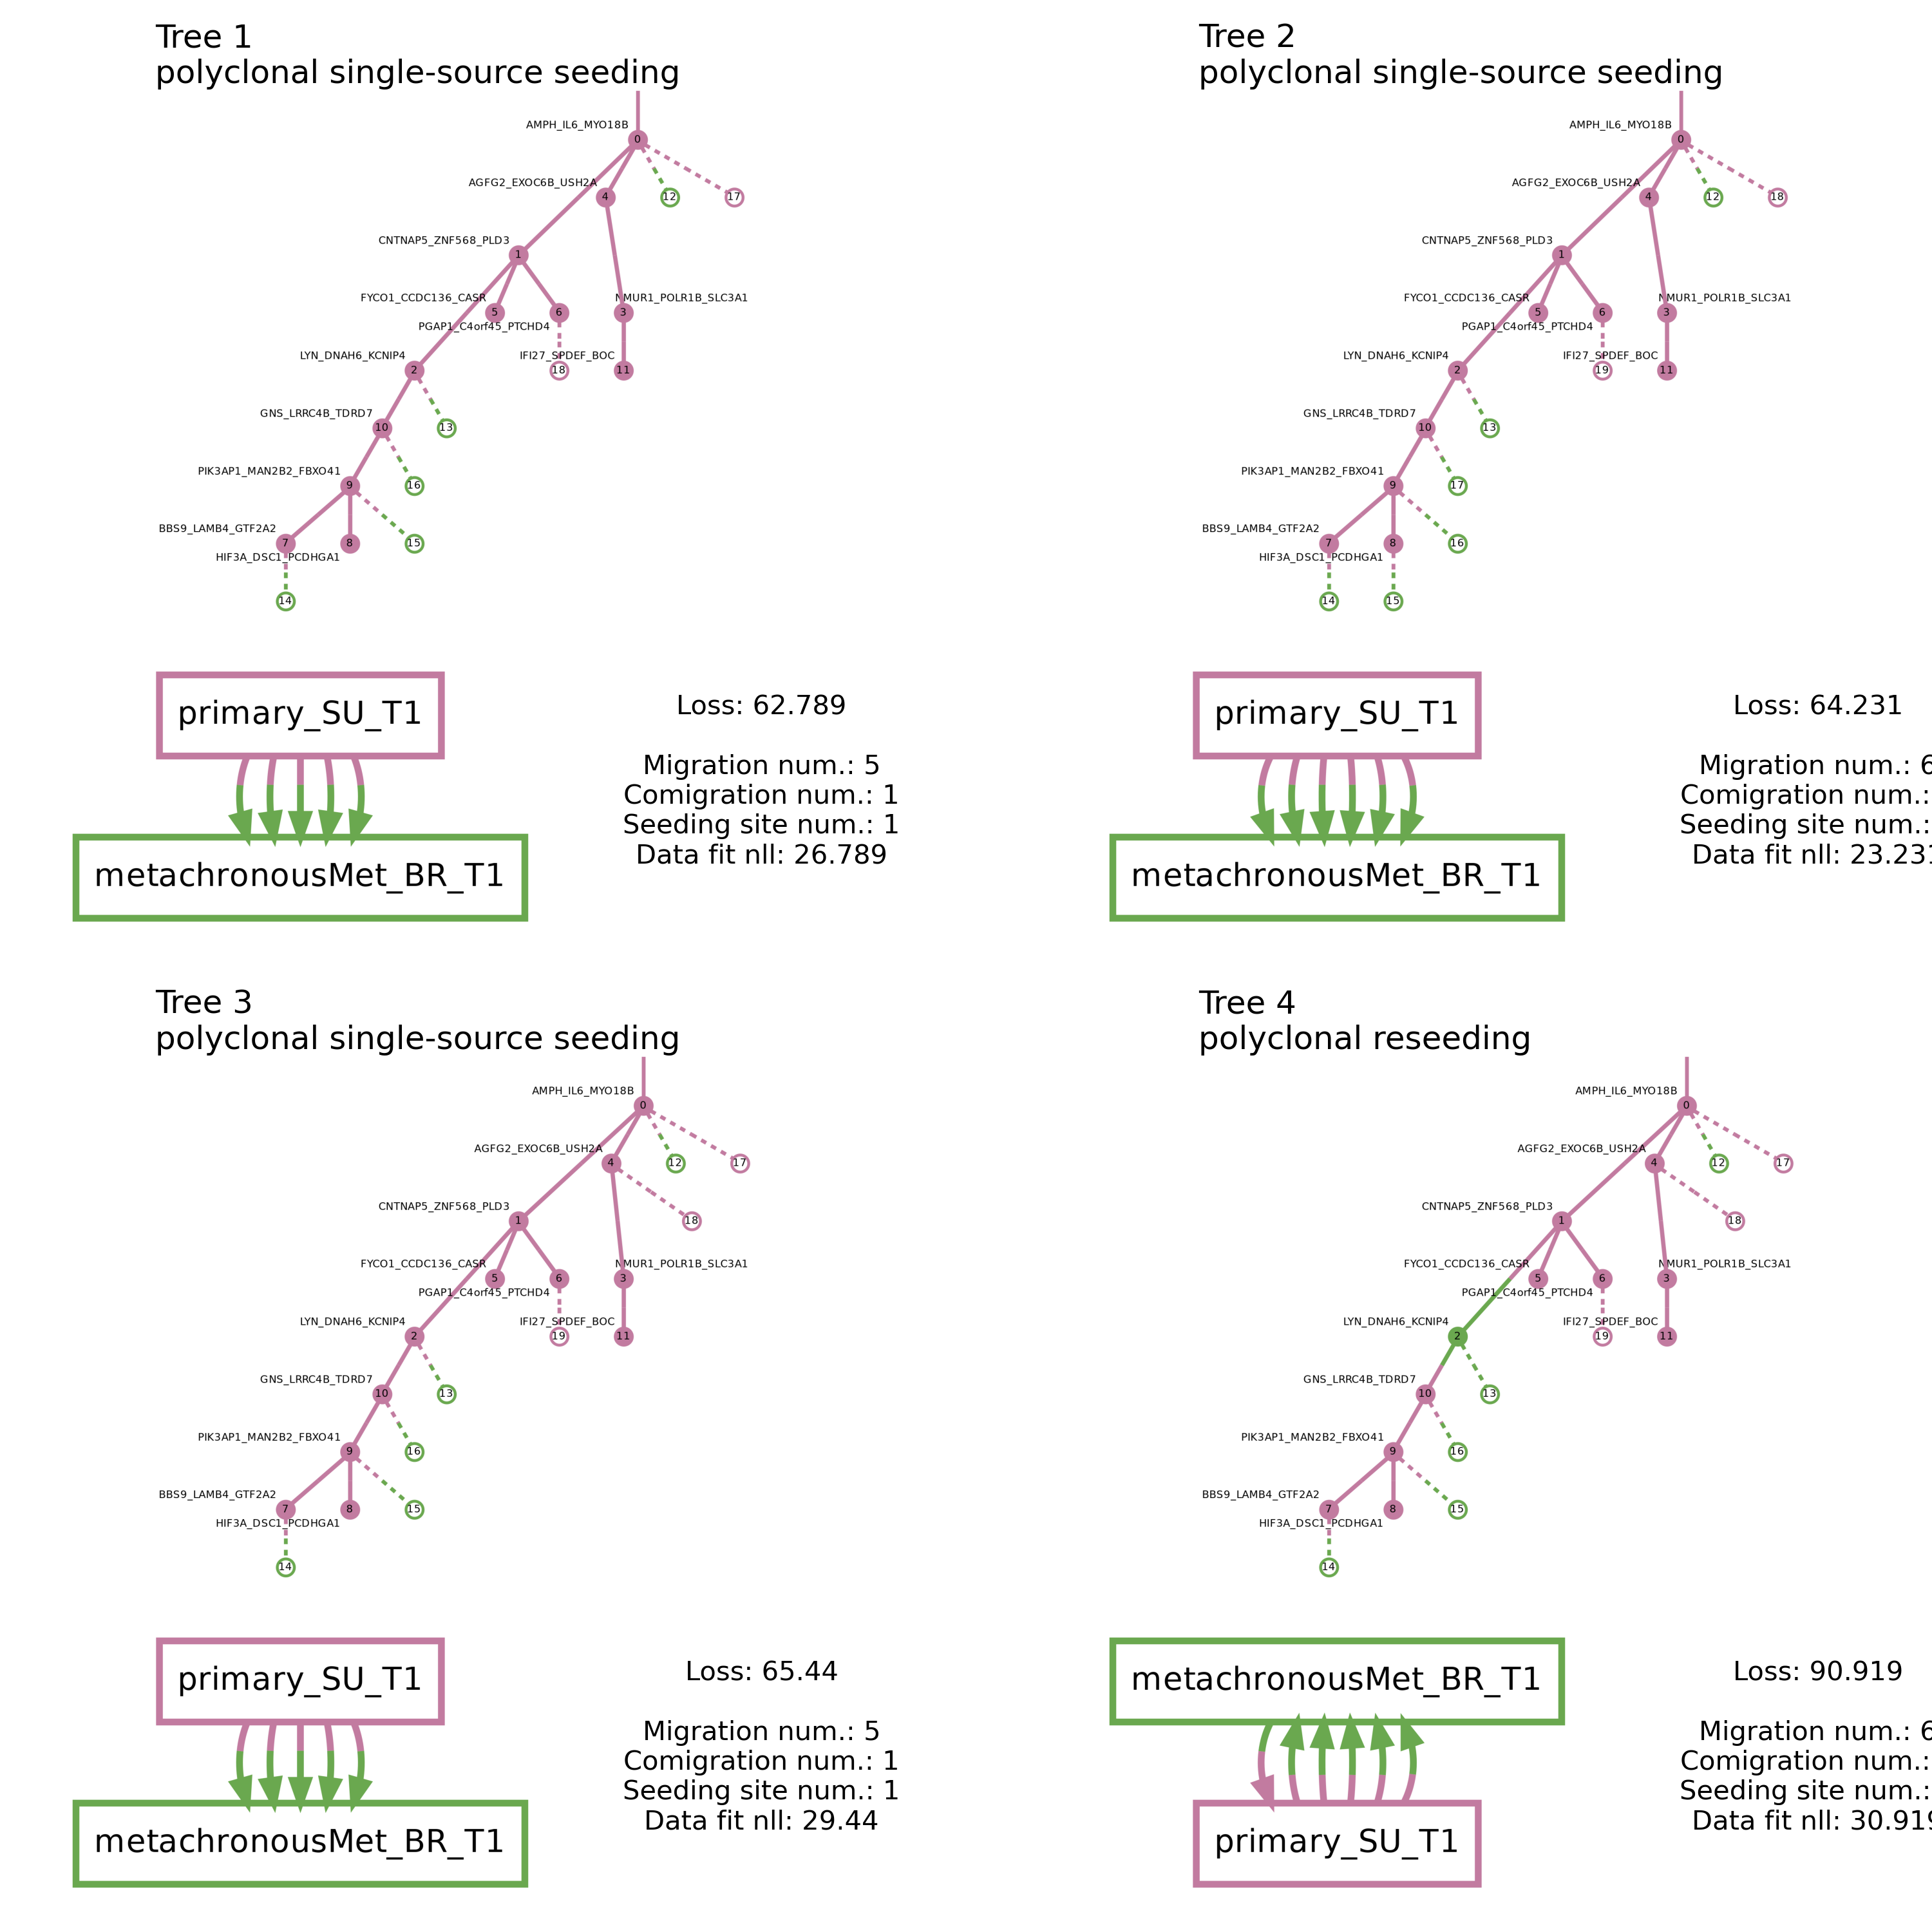 Tree 1
polyclonal single-source seeding
AMPH_IL6_MYO18B
0
AGFG2_EXOC6B_USH2A
4
12
17
CNTNAP5_ZNF568_PLD3
1
FYCO1_CCDC136_CASR
NMUR1_POLR1B_SLC3A1
5
6
3
PGAP1_C4orf45_PTCHD4
LYN_DNAH6_KCNIP4
IFI27_SPDEF_BOC
2
18
11
GNS_LRRC4B_TDRD7
10
13
PIK3AP1_MAN2B2_FBXO41
9
16
BBS9_LAMB4_GTF2A2
7
8
15
HIF3A_DSC1_PCDHGA1
14
primary_SU_T1
metachronousMet_BR_T1
Loss: 62.789
Migration num.: 5
Comigration num.: 1
Seeding site num.: 1
Data fit nll: 26.789
Tree 2
polyclonal single-source seeding
AMPH_IL6_MYO18B
0
AGFG2_EXOC6B_USH2A
4
12
18
CNTNAP5_ZNF568_PLD3
1
FYCO1_CCDC136_CASR
NMUR1_POLR1B_SLC3A1
5
6
3
PGAP1_C4orf45_PTCHD4
LYN_DNAH6_KCNIP4
IFI27_SPDEF_BOC
2
19
11
GNS_LRRC4B_TDRD7
10
13
PIK3AP1_MAN2B2_FBXO41
9
17
BBS9_LAMB4_GTF2A2
7
8
16
HIF3A_DSC1_PCDHGA1
14
15
primary_SU_T1
metachronousMet_BR_T1
Loss: 64.231
Migration num.: 6
Comigration num.:
Seeding site num.:
Data fit nll: 23.231
Tree 3
polyclonal single-source seeding
AMPH_IL6_MYO18B
0
AGFG2_EXOC6B_USH2A
4
12
17
CNTNAP5_ZNF568_PLD3
1
18
FYCO1_CCDC136_CASR
NMUR1_POLR1B_SLC3A1
5
6
3
PGAP1_C4orf45_PTCHD4
LYN_DNAH6_KCNIP4
IFI27_SPDEF_BOC
2
19
11
GNS_LRRC4B_TDRD7
10
13
PIK3AP1_MAN2B2_FBXO41
9
16
BBS9_LAMB4_GTF2A2
7
8
15
HIF3A_DSC1_PCDHGA1
14
primary_SU_T1
metachronousMet_BR_T1
Loss: 65.44
Migration num.: 5
Comigration num.: 1
Seeding site num.: 1
Data fit nll: 29.44
Tree 4
polyclonal reseeding
AMPH_IL6_MYO18B
0
AGFG2_EXOC6B_USH2A
4
12
17
CNTNAP5_ZNF568_PLD3
1
18
FYCO1_CCDC136_CASR
NMUR1_POLR1B_SLC3A1
5
6
3
PGAP1_C4orf45_PTCHD4
LYN_DNAH6_KCNIP4
IFI27_SPDEF_BOC
2
19
11
GNS_LRRC4B_TDRD7
10
13
PIK3AP1_MAN2B2_FBXO41
9
16
BBS9_LAMB4_GTF2A2
7
8
15
HIF3A_DSC1_PCDHGA1
14
metachronousMet_BR_T1
primary_SU_T1
Loss: 90.919
Migration num.: 6
Comigration num.:
Seeding site num.:
Data fit nll: 30.919